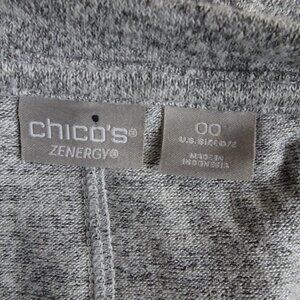 chico's®
ZENERGY®
00
U.S. SIZE 0/2
MADE IN
INDONESIA